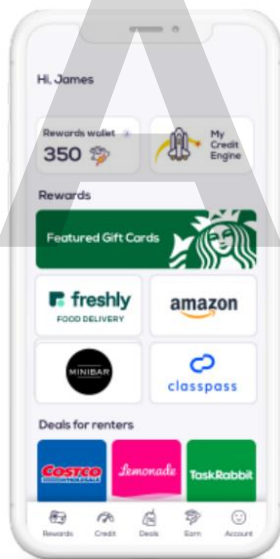 A
Hi, James
Rewards wallet
350
My
Credit
Engine
Rewards
Featured Gift Cards
freshly
FOOD DELIVERY
amazon
MINIBAR
classpass
Deals for renters
COSTCO
WHOLESALE
Lemonade
TaskRabbit
Rewards Credit Deals Earn Account